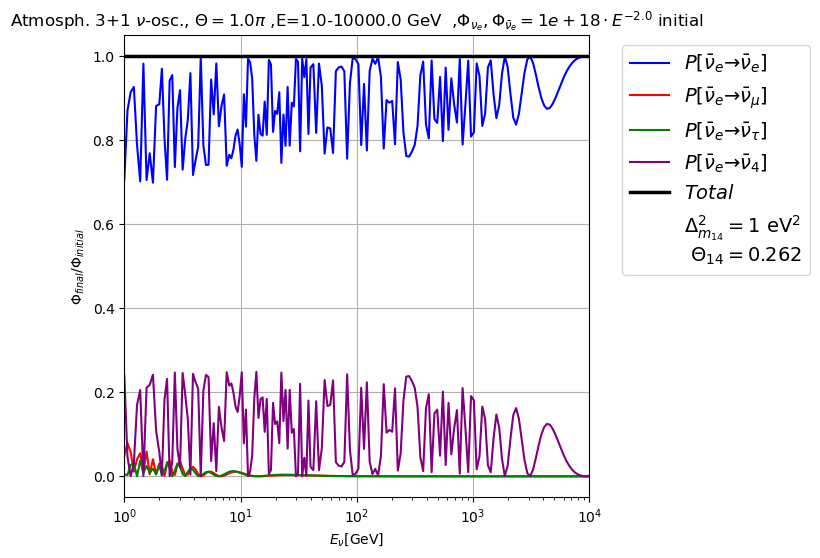 Atmosph. 3+1 ν-osc., Θ = 1.0π ,E=1.0-10000.0 GeV  ,Φ_{ν_e}, Φ_{ν̄_e} = 1e + 18 · E^{−2.0} initial
Φ_{final}/Φ_{initial}
1.0
0.8
0.6
0.4
0.2
0.0
10^0
10^1
10^2
10^3
10^4
E_ν[GeV]
P[ν̄_e→ν̄_e]
P[ν̄_e→ν̄_μ]
P[ν̄_e→ν̄_τ]
P[ν̄_e→ν̄_4]
Total
Δ^2_{m_{14}} = 1 eV^2
Θ_{14} = 0.262